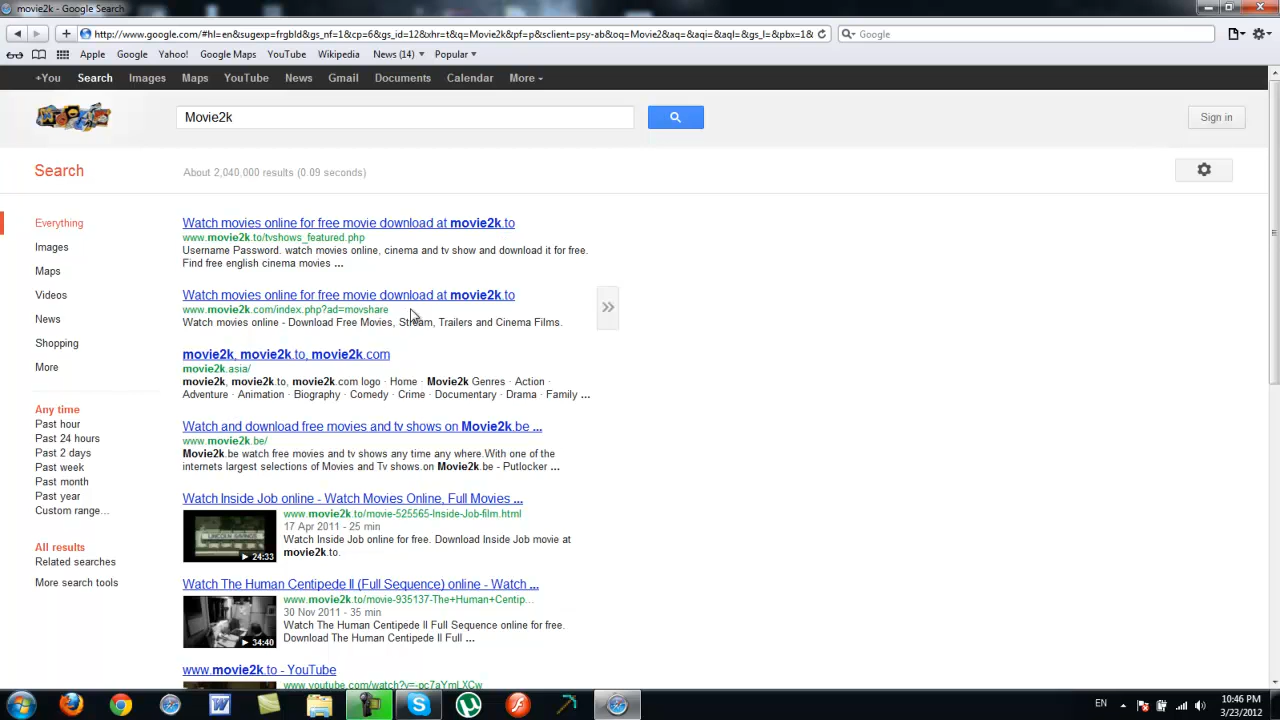 movie2k - Google Search
http://www.google.com/#hl=en&sugexp=frgbld&gs_nf=1&cp=6&gs_id=12&xhr=t&q=Movie2k&pf=p&sclient=psy-ab&oq=Movie2&aq=&aqi=&aql=&gs_l=&pbx=1& Google
Apple Google Yahoo! Google Maps YouTube Wikipedia News (14) Popular
+You Search Images Maps YouTube News Gmail Documents Calendar More
Movie2k Sign in
Search About 2,040,000 results (0.09 seconds)
Everything
Images
Maps
Videos
News
Shopping
More
Any time
Past hour
Past 24 hours
Past 2 days
Past week
Past month
Past year
Custom range...
All results
Related searches
More search tools
Watch movies online for free movie download at movie2k.to
www.movie2k.to/tvshows_featured.php
Username Password. watch movies online, cinema and tv show and download it for free.
Find free english cinema movies ...
Watch movies online for free movie download at movie2k.to
www.movie2k.com/index.php?ad=movshare
Watch movies online - Download Free Movies, Stream, Trailers and Cinema Films.
movie2k, movie2k.to, movie2k.com
movie2k.asia/
movie2k, movie2k.to, movie2k.com logo · Home · Movie2k Genres · Action ·
Adventure · Animation · Biography · Comedy · Crime · Documentary · Drama · Family ...
Watch and download free movies and tv shows on Movie2k.be ...
www.movie2k.be/
Movie2k.be watch free movies and tv shows any time any where.With one of the
internets largest selections of Movies and Tv shows.on Movie2k.be - Putlocker ...
Watch Inside Job online - Watch Movies Online, Full Movies ...
www.movie2k.to/movie-525565-Inside-Job-film.html
17 Apr 2011 - 25 min
Watch Inside Job online for free. Download Inside Job movie at
movie2k.to.
LINCOLN SAVINGS
24:33
Watch The Human Centipede II (Full Sequence) online - Watch ...
www.movie2k.to/movie-937137-The+Human+Centip...
30 Nov 2011 - 35 min
Watch The Human Centipede II Full Sequence online for free.
Download The Human Centipede II Full ...
34:40
www.movie2k.to - YouTube
www.youtube.com/watch?v=-pc7aYmLXCw
EN 10:46 PM
3/23/2012